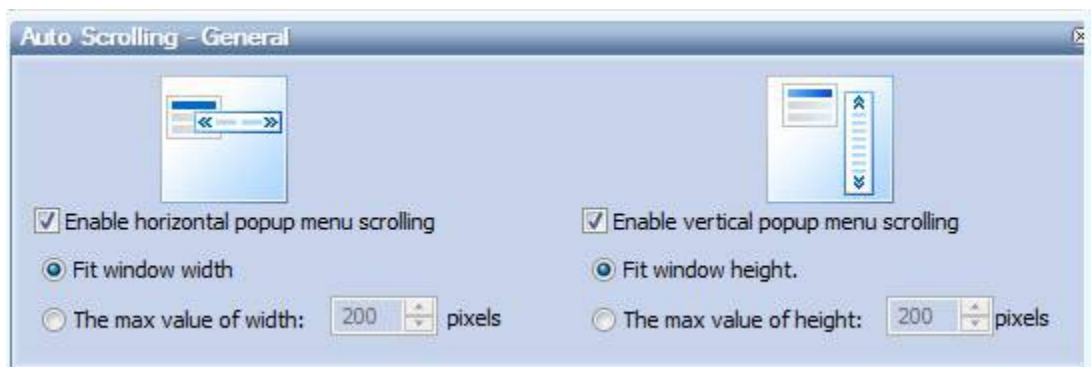 Auto Scrolling - General
Enable horizontal popup menu scrolling
Fit window width
The max value of width: 200 pixels
Enable vertical popup menu scrolling
Fit window height.
The max value of height: 200 pixels